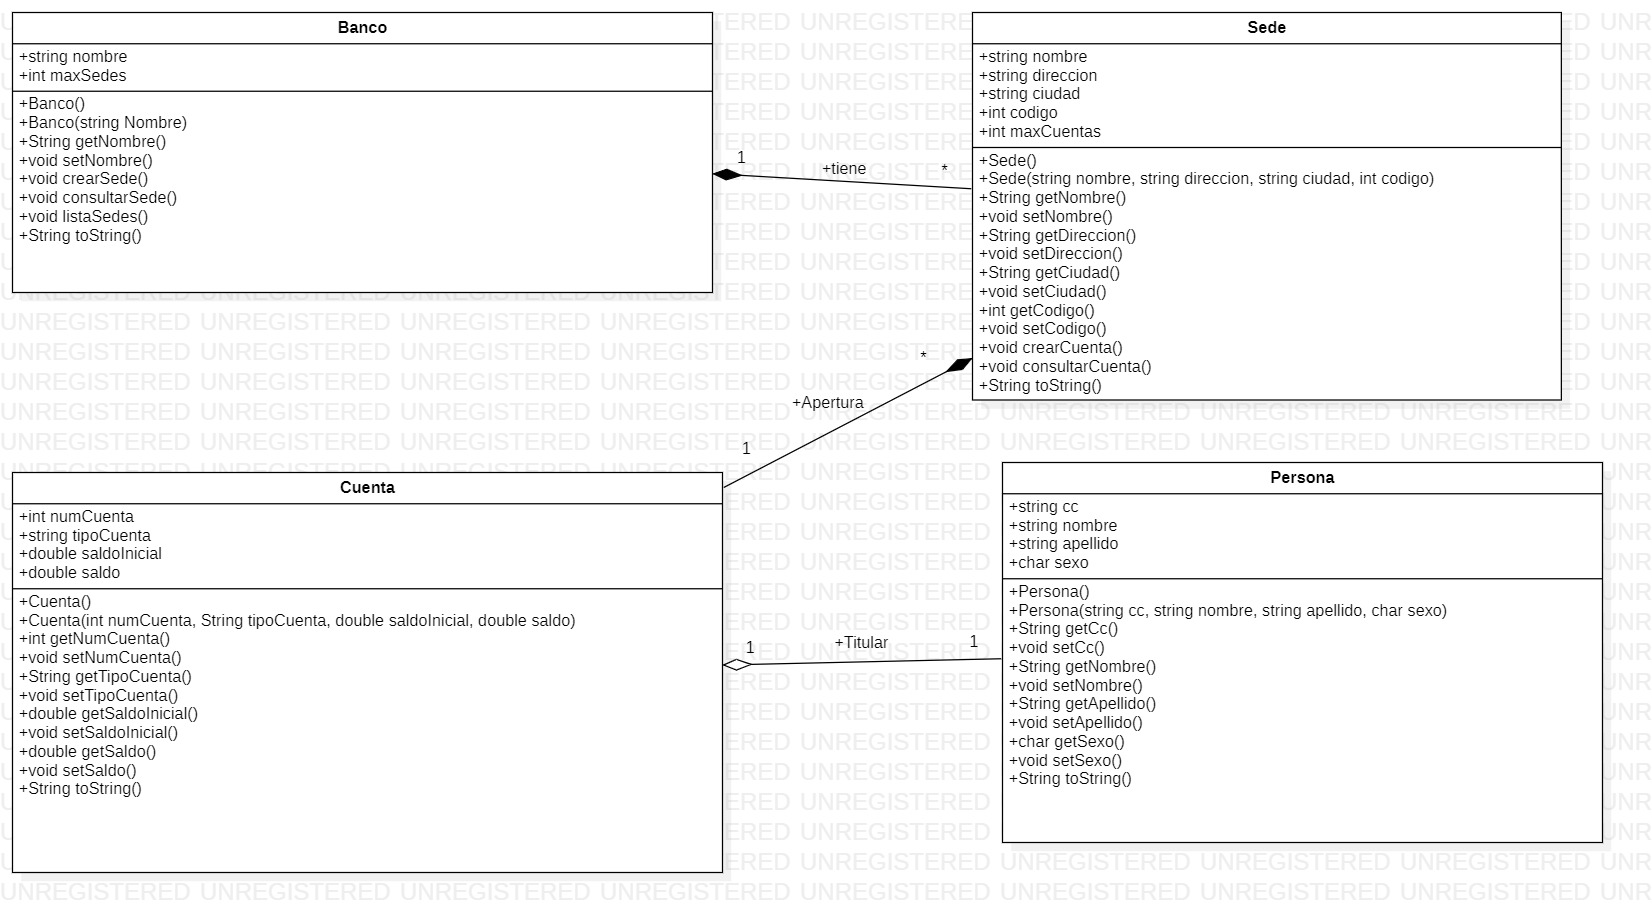 Banco
+string nombre
+int maxSedes
+Banco()
+Banco(string Nombre)
+String getNombre()
+void setNombre()
+void crearSede()
+void consultarSede()
+void listaSedes()
+String toString()
1
+tiene
*
Sede
+string nombre
+string direccion
+string ciudad
+int codigo
+int maxCuentas
+Sede()
+Sede(string nombre, string direccion, string ciudad, int codigo)
+String getNombre()
+void setNombre()
+String getDireccion()
+void setDireccion()
+String getCiudad()
+void setCiudad()
+int getCodigo()
+void setCodigo()
+void crearCuenta()
+void consultarCuenta()
+String toString()
*
+Apertura
1
Cuenta
+int numCuenta
+string tipoCuenta
+double saldoInicial
+double saldo
+Cuenta()
+Cuenta(int numCuenta, String tipoCuenta, double saldoInicial, double saldo)
+int getNumCuenta()
+void setNumCuenta()
+String getTipoCuenta()
+void setTipoCuenta()
+double getSaldoInicial()
+void setSaldoInicial()
+double getSaldo()
+void setSaldo()
+String toString()
1
+Titular
1
Persona
+string cc
+string nombre
+string apellido
+char sexo
+Persona()
+Persona(string cc, string nombre, string apellido, char sexo)
+String getCc()
+void setCc()
+String getNombre()
+void setNombre()
+String getApellido()
+void setApellido()
+char getSexo()
+void setSexo()
+String toString()
UNREGISTERED